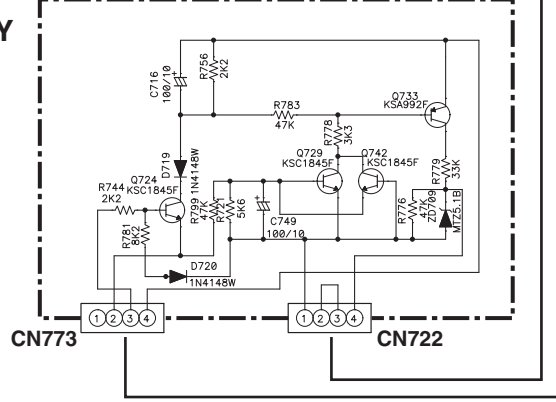 Y
C716
100/10
R756
2K2
Q733
KSA992F
R783
47K
R778
3K3
D719
1N4148W
Q724
KSC1845F
Q729
KSC1845F
Q742
KSC1845F
R779
33K
R744
2K2
R781
8K2
R799
47K
R721
5K6
C749
100/10
R776
47K
ZD709
MTZ5.1B
D720
1N4148W
1 2 3 4
CN773
1 2 3 4
CN722